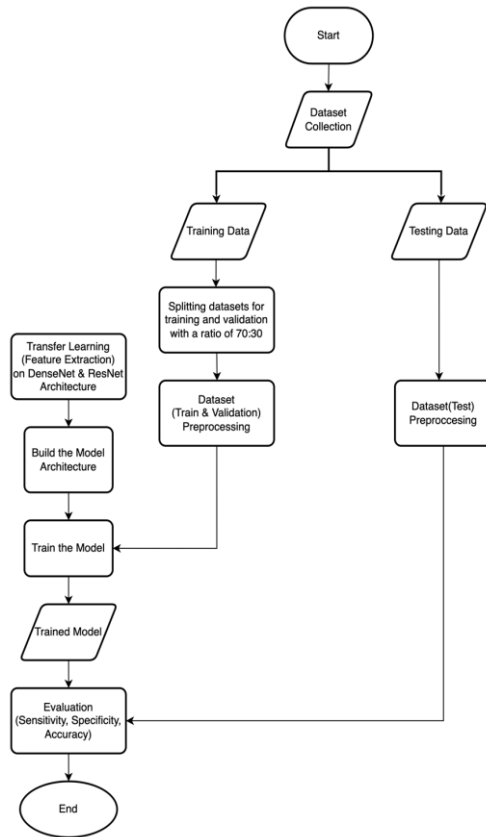 Start
Dataset
Collection
Training Data
Testing Data
Splitting datasets for
training and validation
with a ratio of 70:30
Transfer Learning
(Feature Extraction)
on DenseNet & ResNet
Architecture
Dataset
(Train & Validation)
Preprocessing
Dataset(Test)
Preproccesing
Build the Model
Architecture
Train the Model
Trained Model
Evaluation
(Sensitivity, Specificity,
Accuracy)
End